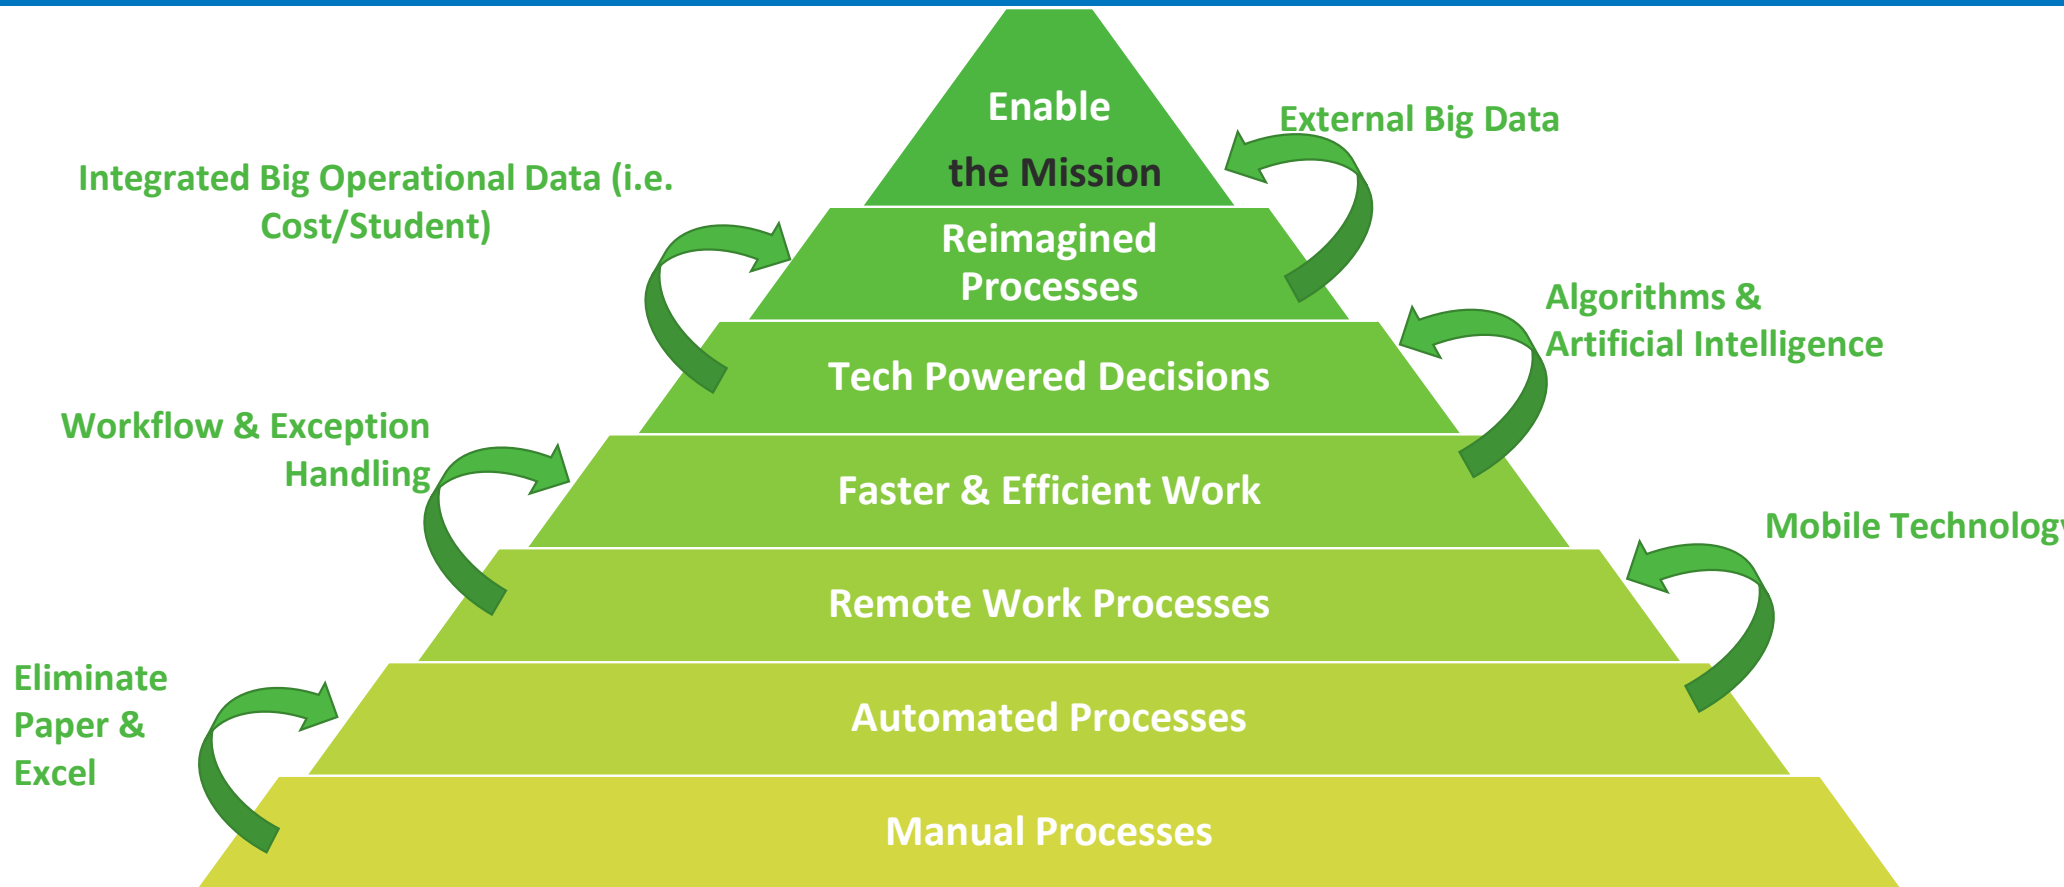 Enable
the Mission
External Big Data
Integrated Big Operational Data (i.e.
Cost/Student)
Reimagined
Processes
Algorithms &
Artificial Intelligence
Tech Powered Decisions
Workflow & Exception
Handling
Faster & Efficient Work
Mobile Technology
Remote Work Processes
Eliminate
Paper &
Excel
Automated Processes
Manual Processes